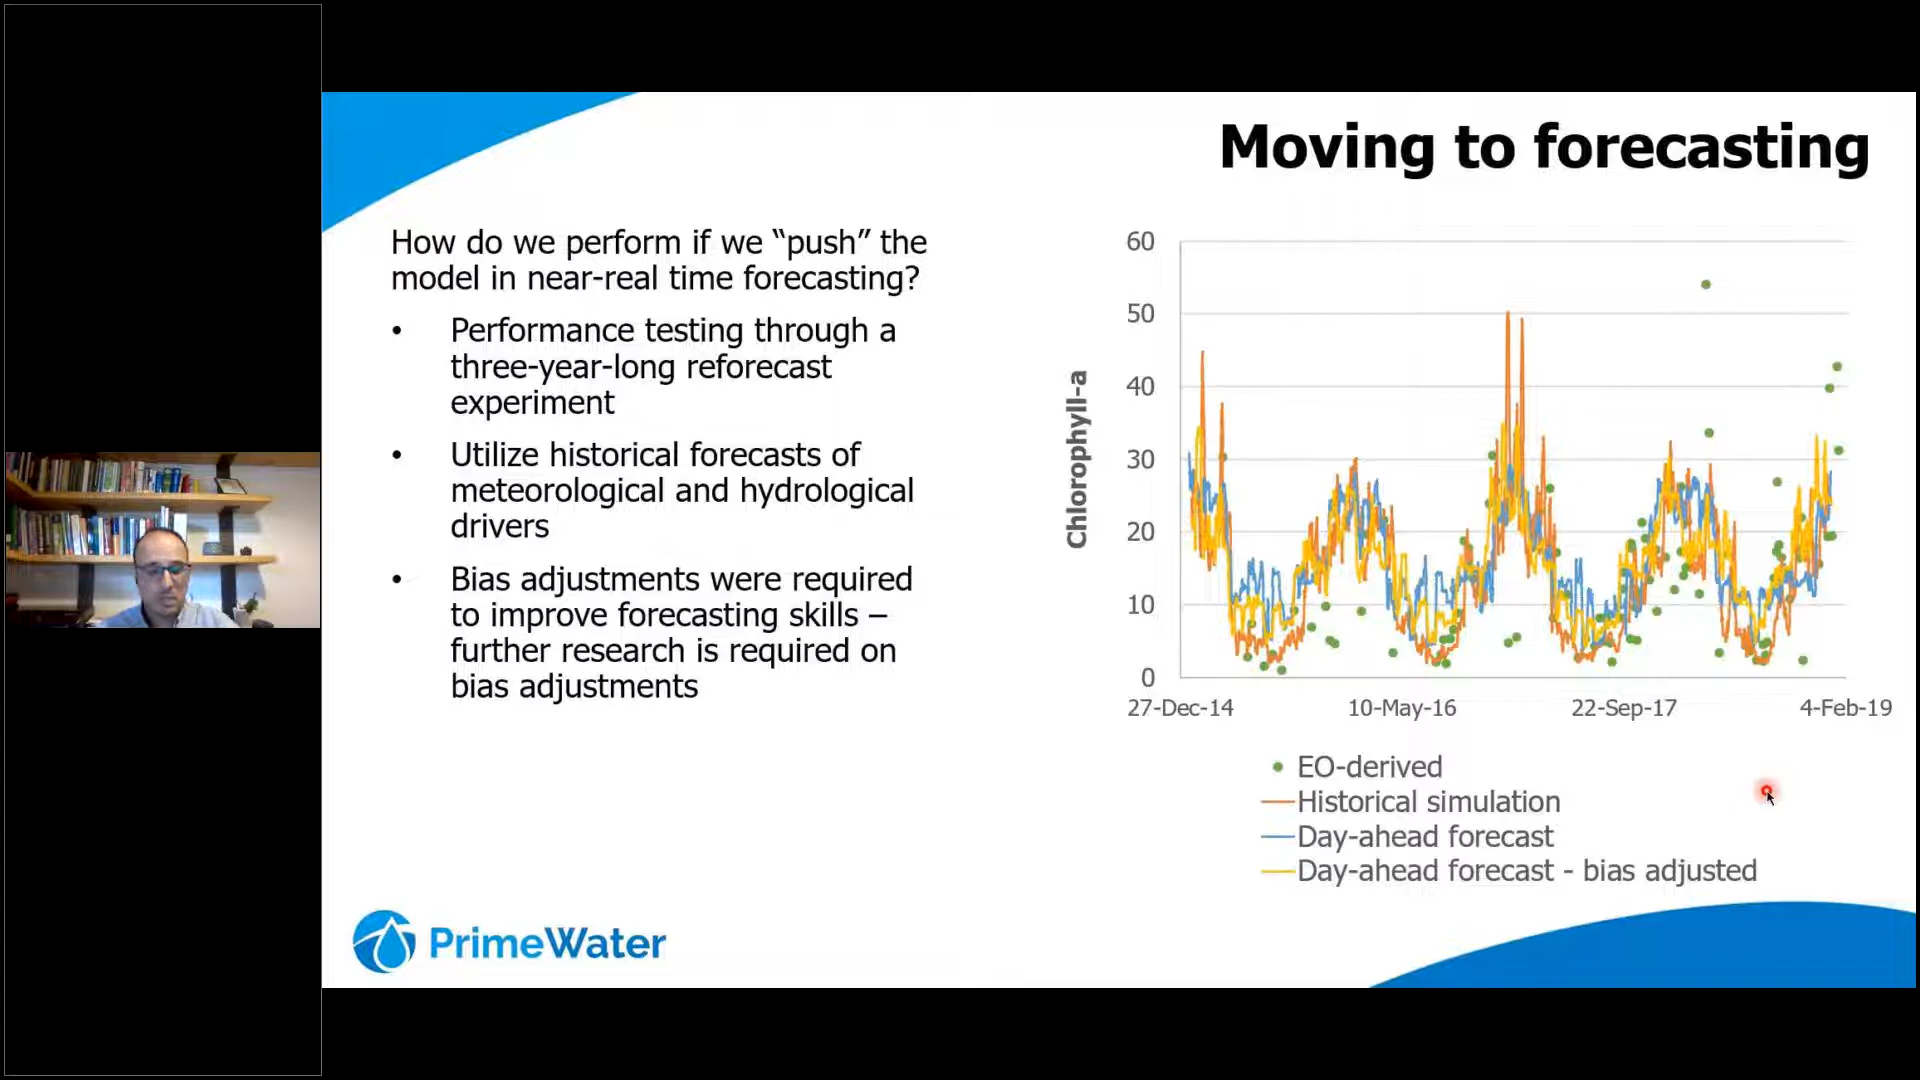 Moving to forecasting
How do we perform if we “push” the
model in near-real time forecasting?
• Performance testing through a
three-year-long reforecast
experiment
• Utilize historical forecasts of
meteorological and hydrological
drivers
• Bias adjustments were required
to improve forecasting skills –
further research is required on
bias adjustments
Chlorophyll-a
60
50
40
30
20
10
0
27-Dec-14 10-May-16 22-Sep-17 4-Feb-19
EO-derived
Historical simulation
Day-ahead forecast
Day-ahead forecast - bias adjusted
PrimeWater